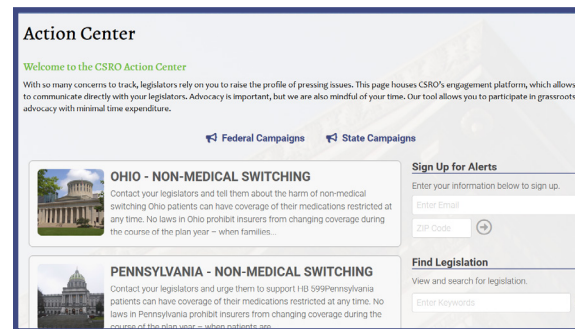 Action Center
Welcome to the CSRO Action Center
With so many concerns to track, legislators rely on you to raise the profile of pressing issues. This page houses CSRO's engagement platform, which allows
to communicate directly with your legislators. Advocacy is important, but we are also mindful of your time. Our tool allows you to participate in grassroots
advocacy with minimal time expenditure.
Federal Campaigns State Campaigns
OHIO - NON-MEDICAL SWITCHING
Contact your legislators and tell them about the harm of non-medical
switching Ohio patients can have coverage of their medications restricted at
any time. No laws in Ohio prohibit insurers from changing coverage during
the course of the plan year – when families...
Sign Up for Alerts
Enter your information below to sign up.
Enter Email
ZIP Code
PENNSYLVANIA - NON-MEDICAL SWITCHING
Contact your legislators and urge them to support HB 599Pennsylvania
patients can have coverage of their medications restricted at any time. No
laws in Pennsylvania prohibit insurers from changing coverage during the
course of the plan year – when patients are
Find Legislation
View and search for legislation.
Enter Keywords